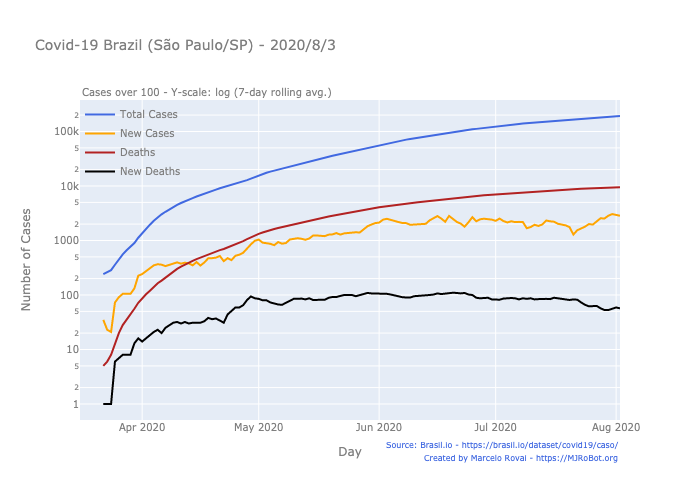 Covid-19 Brazil (São Paulo/SP) - 2020/8/3
Cases over 100 - Y-scale: log (7-day rolling avg.)
Total Cases
New Cases
Deaths
New Deaths
2
100k
5
2
10k
5
2
1000
5
2
100
5
2
10
5
2
1
Number of Cases
Apr 2020
May 2020
Jun 2020
Jul 2020
Aug 2020
Day
Source: Brasil.io - https://brasil.io/dataset/covid19/caso/
Created by Marcelo Rovai - https://MJRoBot.org